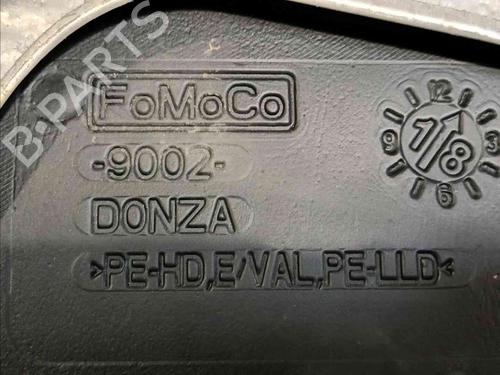 B-PARTS
FoMoCo
-9002-
DONZA
>PE-HD,E/VAL,PE-LLD<
12
3
6
9
1/8